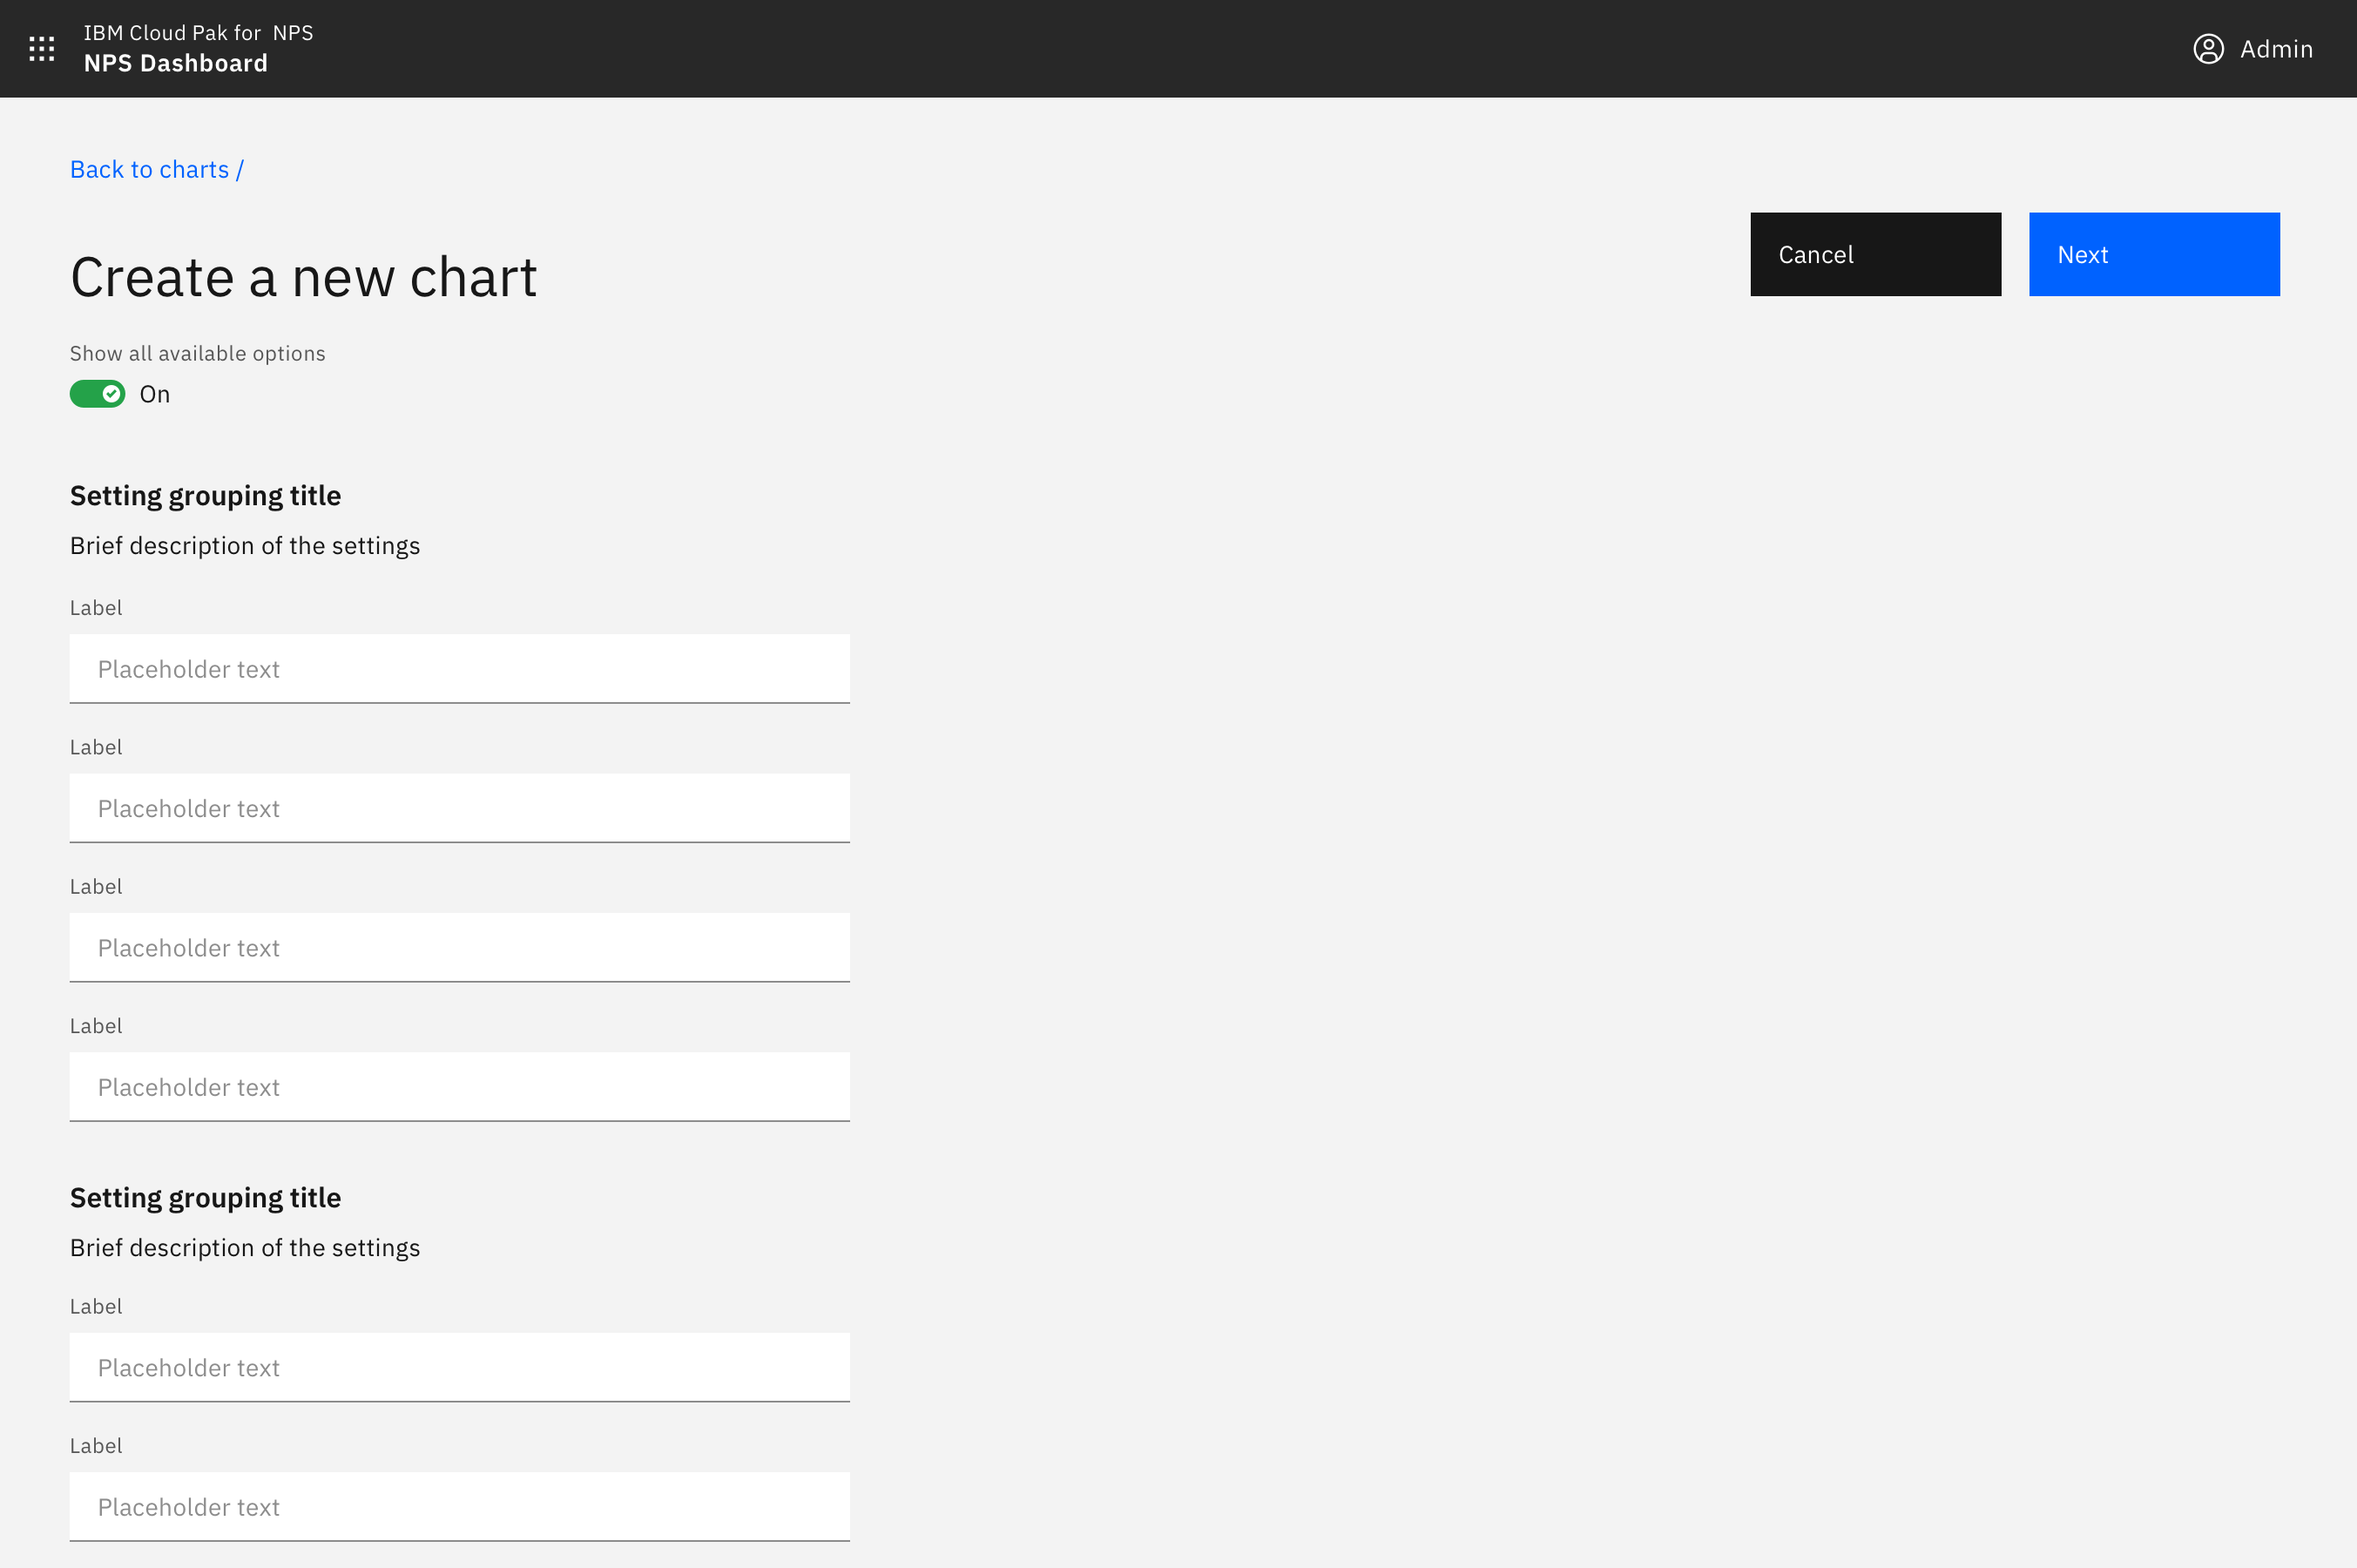 IBM Cloud Pak for  NPS
NPS Dashboard
Admin
Back to charts /
Create a new chart
Cancel
Next
Show all available options
On
Setting grouping title
Brief description of the settings
Label
Placeholder text
Label
Placeholder text
Label
Placeholder text
Label
Placeholder text
Setting grouping title
Brief description of the settings
Label
Placeholder text
Label
Placeholder text